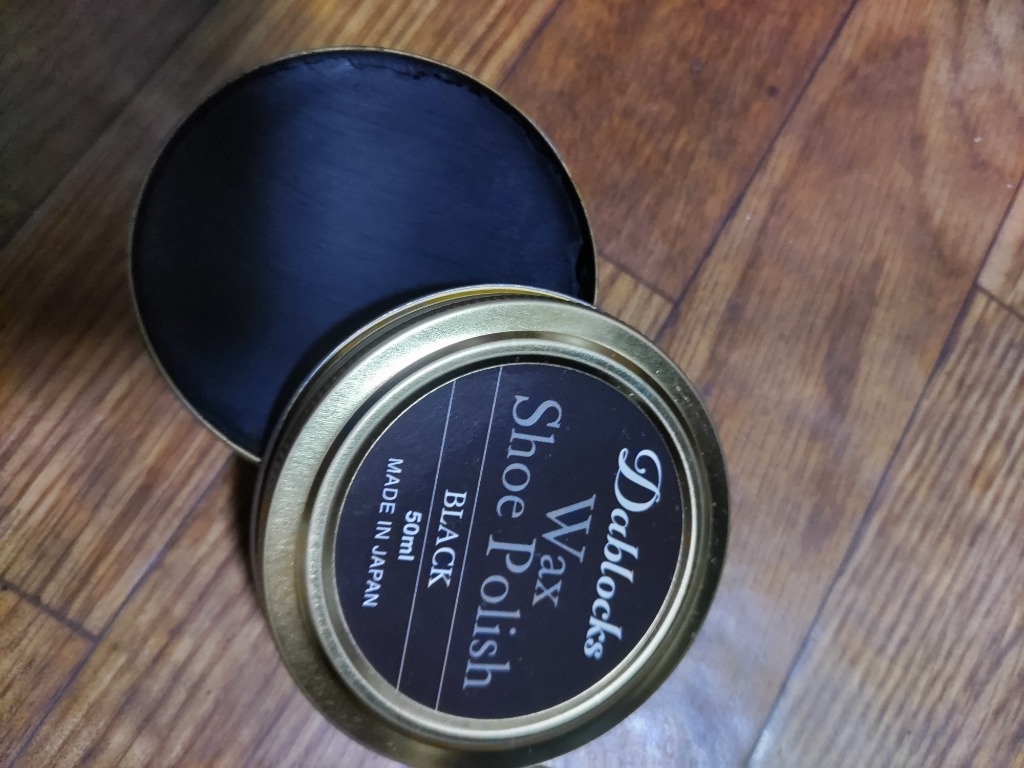 Dablocks
Wax
Shoe Polish
BLACK
50ml
MADE IN JAPAN